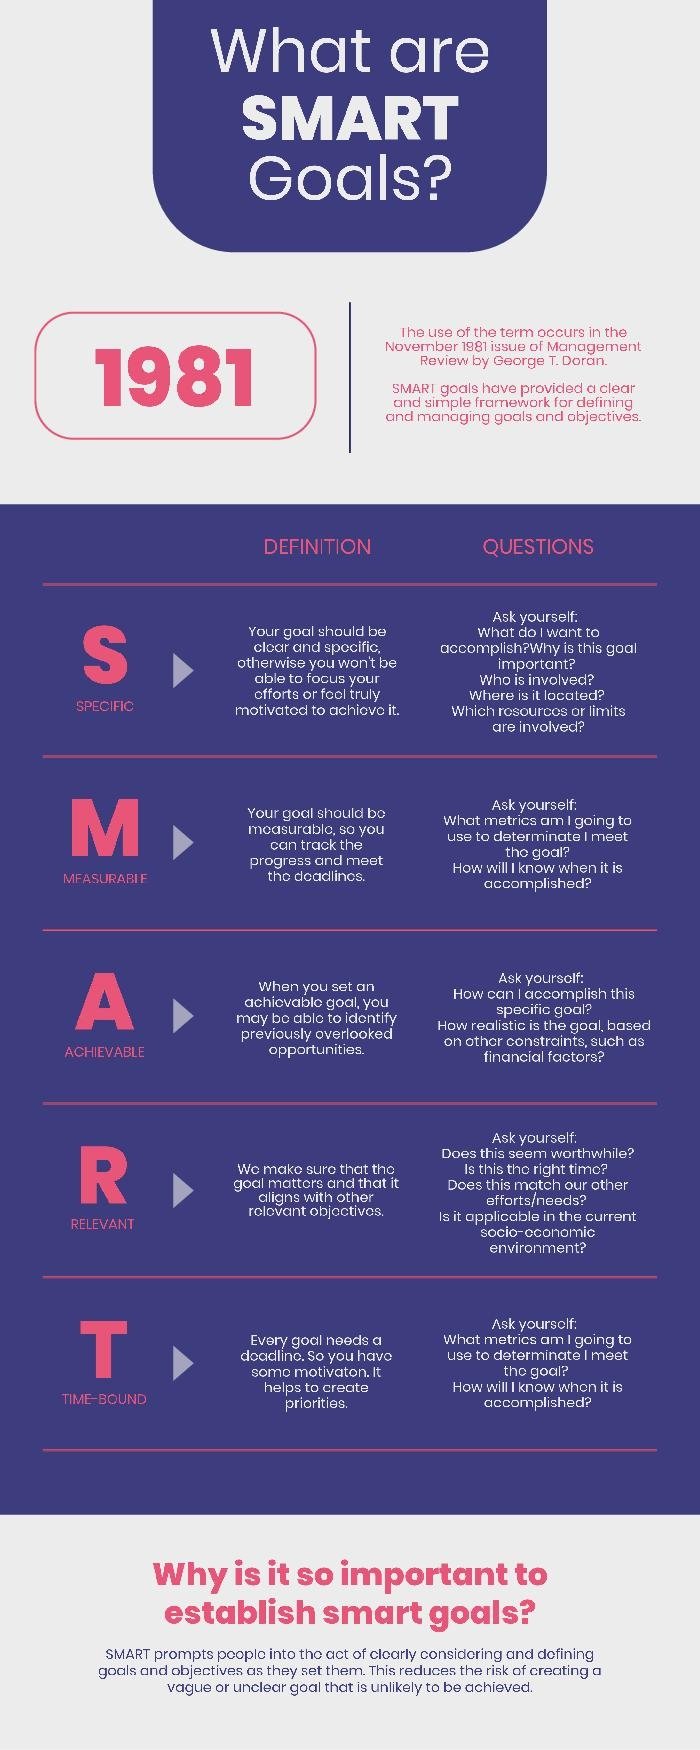 What are
SMART
Goals?
1981
The use of the term occurs in the
November 1981 issue of Management
Review by George T. Doran.
SMART goals have provided a clear
and simple framework for defining
and managing goals and objectives.
DEFINITION
QUESTIONS
S
SPECIFIC
Your goal should be
clear and specific,
otherwise you won't be
able to focus your
efforts or feel truly
motivated to achieve it.
Ask yourself:
What do I want to
accomplish?Why is this goal
important?
Who is involved?
Where is it located?
Which resources or limits
are involved?
M
MEASURABLE
Your goal should be
measurable, so you
can track the
progress and meet
the deadlines.
Ask yourself:
What metrics am I going to
use to determinate I meet
the goal?
How will I know when it is
accomplished?
A
ACHIEVABLE
When you set an
achievable goal, you
may be able to identify
previously overlooked
opportunities.
Ask yourself:
How can I accomplish this
specific goal?
How realistic is the goal, based
on other constraints, such as
financial factors?
R
RELEVANT
We make sure that the
goal matters and that it
aligns with other
relevant objectives.
Ask yourself:
Does this seem worthwhile?
Is this the right time?
Does this match our other
efforts/needs?
Is it applicable in the current
socio-economic
environment?
T
TIME-BOUND
Every goal needs a
deadline. So you have
some motivaton. It
helps to create
priorities.
Ask yourself:
What metrics am I going to
use to determinate I meet
the goal?
How will I know when it is
accomplished?
Why is it so important to
establish smart goals?
SMART prompts people into the act of clearly considering and defining
goals and objectives as they set them. This reduces the risk of creating a
vague or unclear goal that is unlikely to be achieved.